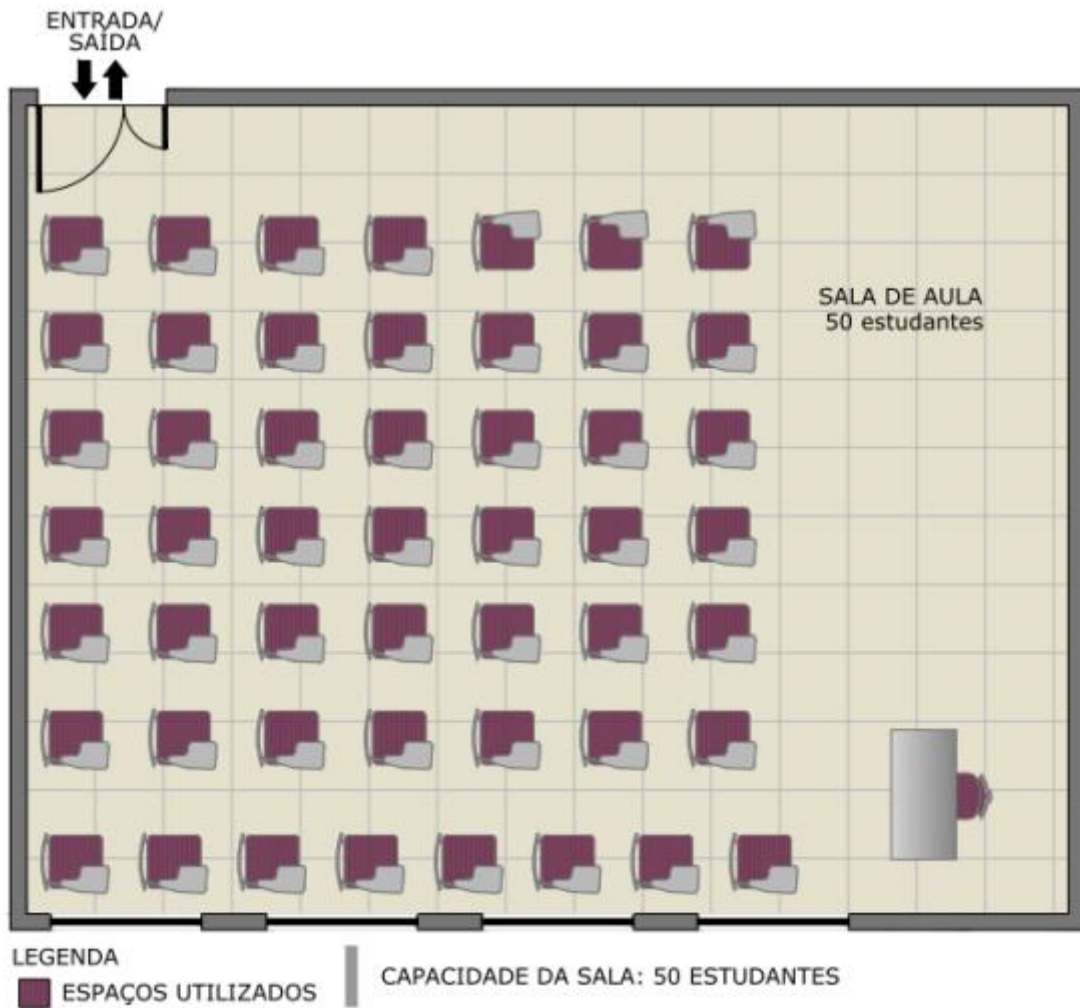 ENTRADA/
SAÍDA
SALA DE AULA
50 estudantes
LEGENDA
ESPAÇOS UTILIZADOS
CAPACIDADE DA SALA: 50 ESTUDANTES